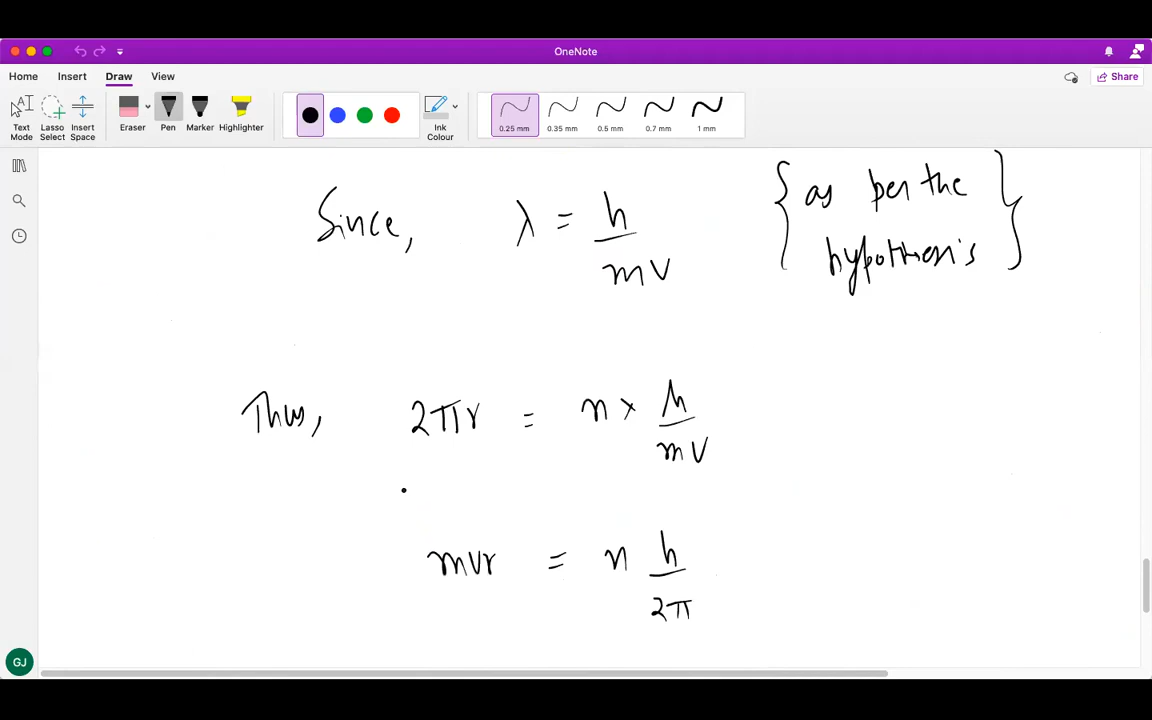 OneNote
Home Insert Draw View
Share
Text Mode
Lasso Select
Insert Space
Eraser
Pen
Marker
Highlighter
Ink Colour
0.25 mm
0.35 mm
0.5 mm
0.7 mm
1 mm
Since, λ = h/mv {as per the hypothesis}
Thus, 2πr = n × h/mv
mvr = n h/2π
GJ